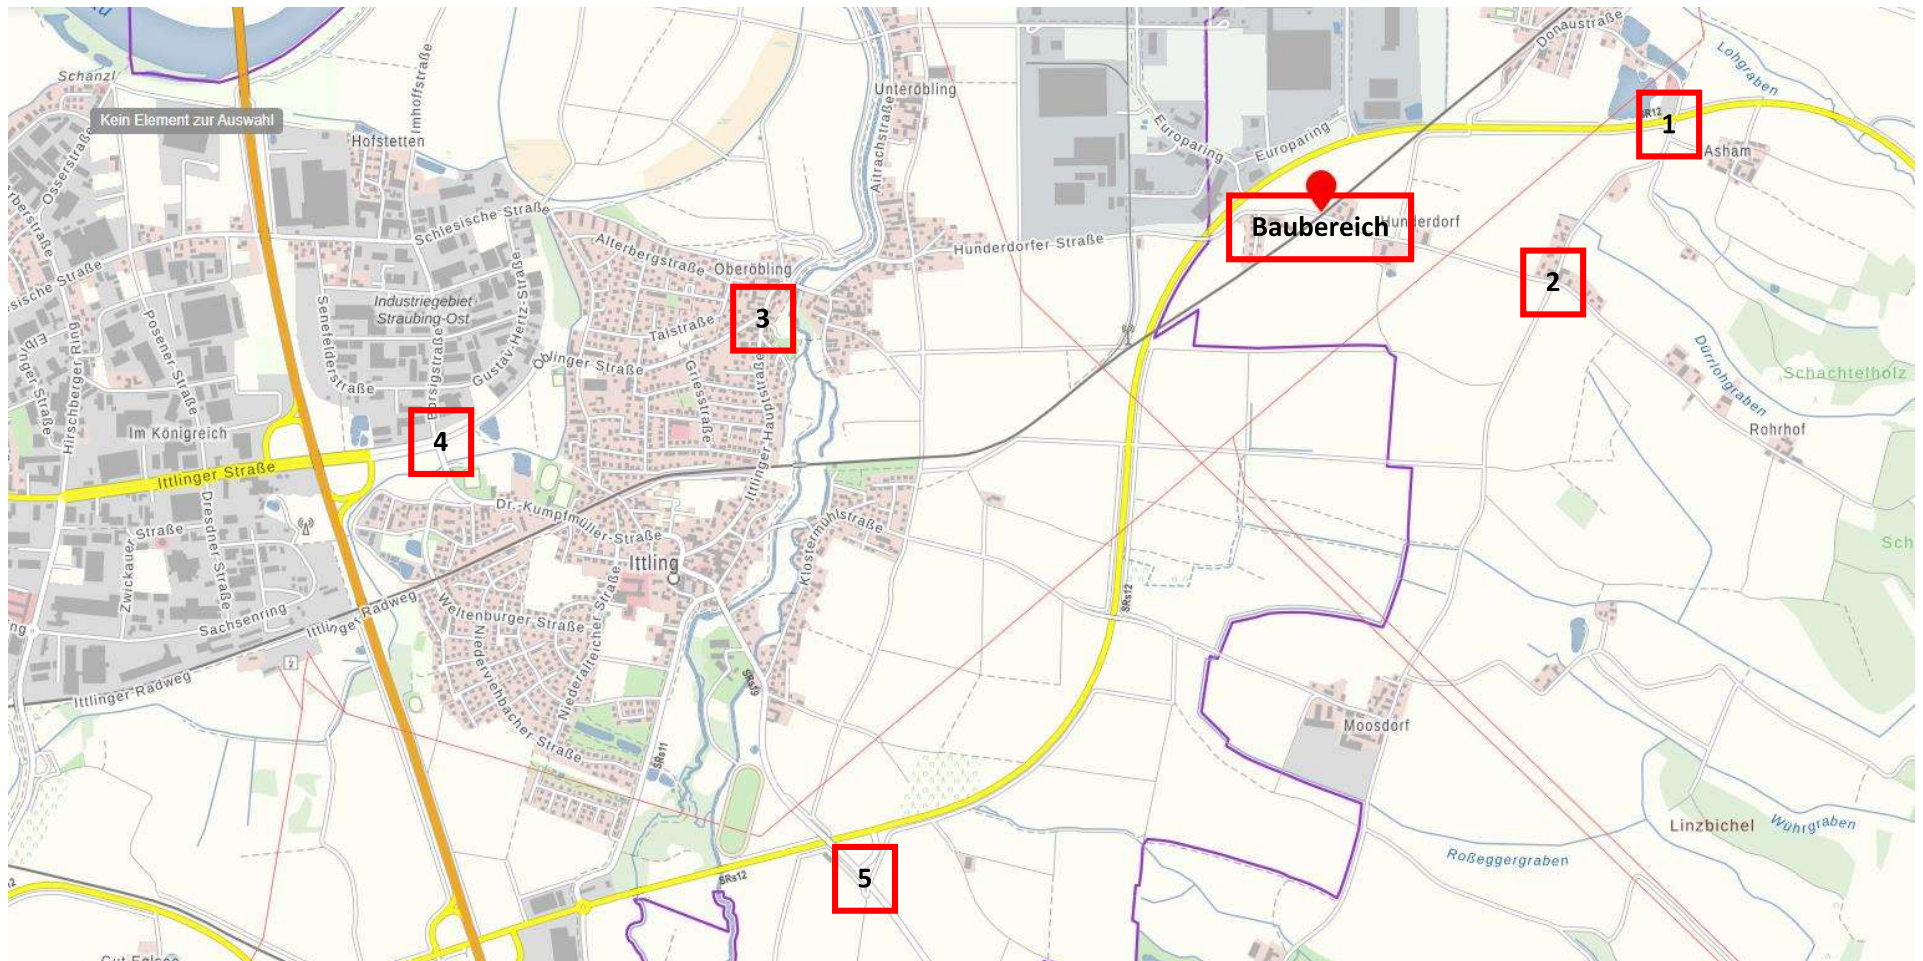 Schanzl
Kein Element zur Auswahl
Imhoffstraße
Hofstetten
Osserstraße
Unteröbling
Aitrachstraße
Europaring
Europaring
Donaustraße
Lohgraben
SR12
1
Asham
Baubereich
Hunderdorf
2
Schlesische Straße
Hunderdorfer Straße
Alterbergstraße
Oberöbling
Industriegebiet
Straubing-Ost
Gustav-Hertz-Straße
Senefelderstraße
Posener-Straße
Hirschberger Ring
Talstraße
3
Öblinger Straße
Griesstraße
Borsigstraße
Dürrlohgraben
Schachtelholz
Rohrhof
Im Königreich
4
Ittlinger Straße
Ittlinger Hauptstraße
Dresdner Straße
Straße
Zwickauer
Dr.-Kumpfmüller-Straße
Klostermühlstraße
Ittling
Sch
Sachsenring
Ittlinger Radweg
Weltenburger Straße
Niederalteicher Straße
Niederviehbacher Straße
SRs12
SRs19
Ittlinger Radweg
Moosdorf
SRs11
Linzbichel
Wührgraben
Roßeggergraben
SRs12
5